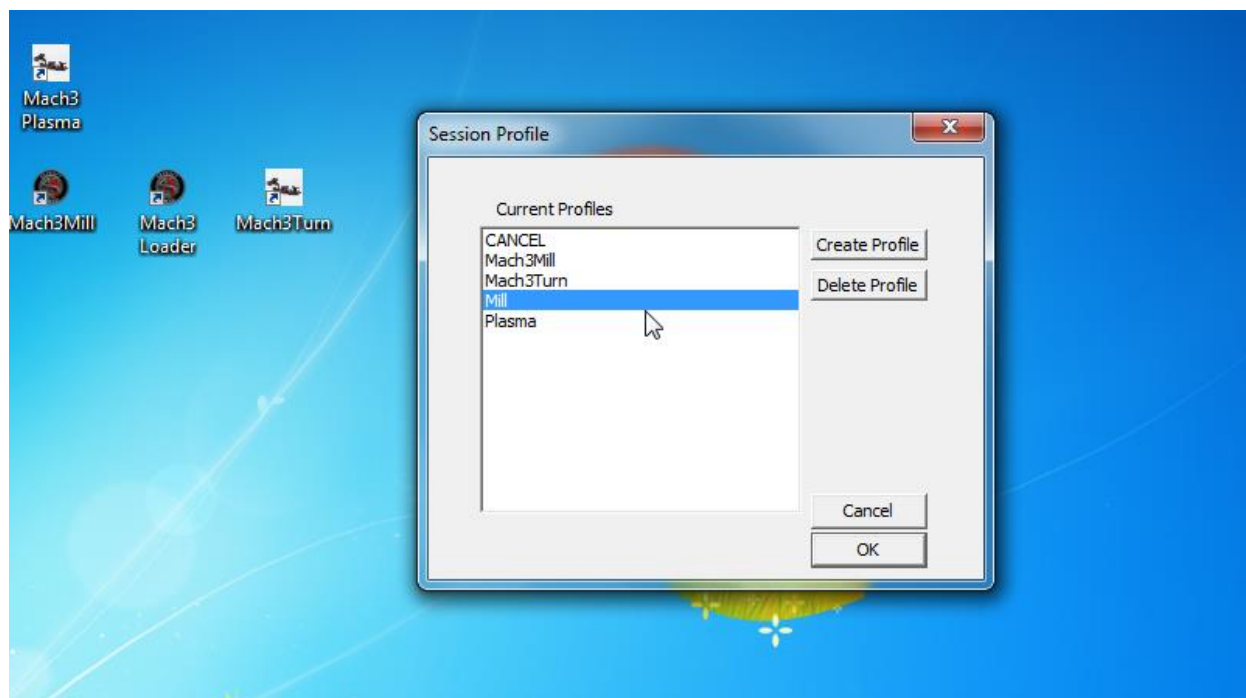 Mach3
Plasma
Mach3Mill
Mach3
Loader
Mach3Turn
Session Profile
Current Profiles
CANCEL
Mach3Mill
Mach3Turn
Mill
Plasma
Create Profile
Delete Profile
Cancel
OK